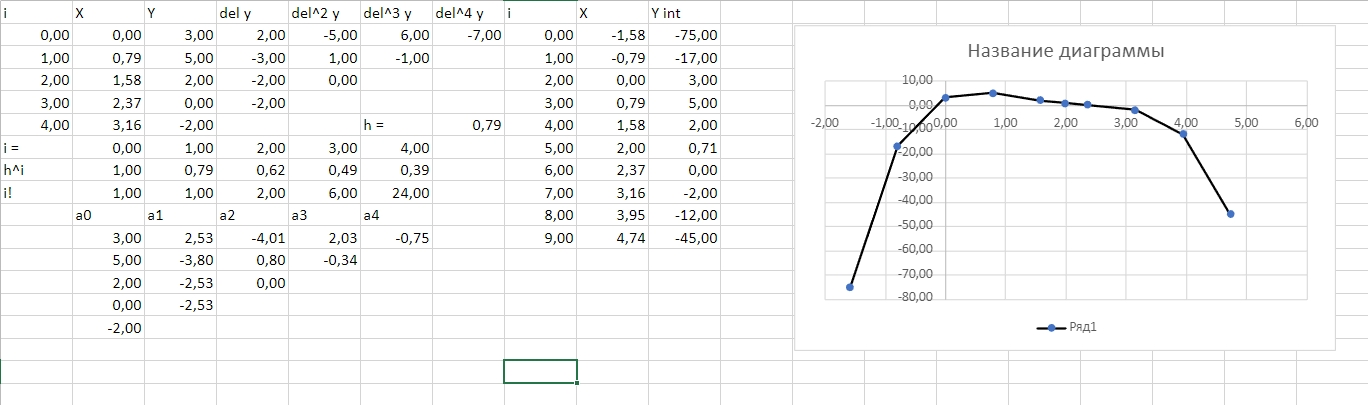 i X Y del y del^2 y del^3 y del^4 y i X Y int
0,00 0,00 3,00 2,00 -5,00 6,00 -7,00 0,00 -1,58 -75,00
1,00 0,79 5,00 -3,00 1,00 -1,00 1,00 -0,79 -17,00
2,00 1,58 2,00 -2,00 0,00 2,00 0,00 3,00
3,00 2,37 0,00 -2,00 3,00 0,79 5,00
4,00 3,16 -2,00 h = 0,79 4,00 1,58 2,00
i = 0,00 1,00 2,00 3,00 4,00 5,00 2,00 0,71
h^i 1,00 0,79 0,62 0,49 0,39 6,00 2,37 0,00
i! 1,00 1,00 2,00 6,00 24,00 7,00 3,16 -2,00
a0 a1 a2 a3 a4 8,00 3,95 -12,00
3,00 2,53 -4,01 2,03 -0,75 9,00 4,74 -45,00
5,00 -3,80 0,80 -0,34
2,00 -2,53 0,00
0,00 -2,53
-2,00
Название диаграммы
10,00
0,00
-2,00 -1,00 0,00 1,00 2,00 3,00 4,00 5,00 6,00
-10,00
-20,00
-30,00
-40,00
-50,00
-60,00
-70,00
-80,00
Ряд1